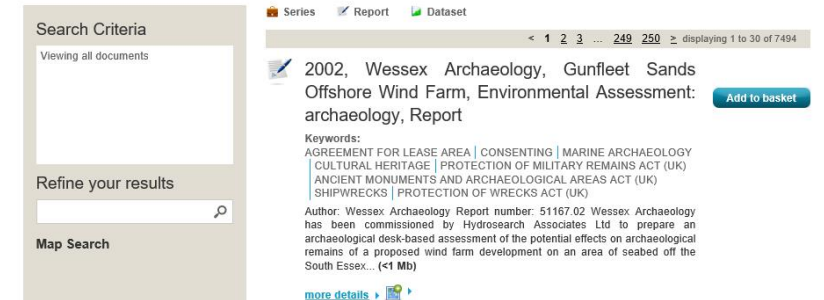 Search Criteria
Viewing all documents
Refine your results
Map Search
Series Report Dataset
< 1 2 3 ... 249 250 > displaying 1 to 30 of 7494
2002, Wessex Archaeology, Gunfleet Sands
Offshore Wind Farm, Environmental Assessment:
archaeology, Report
Add to basket
Keywords:
AGREEMENT FOR LEASE AREA | CONSENTING | MARINE ARCHAEOLOGY
| CULTURAL HERITAGE | PROTECTION OF MILITARY REMAINS ACT (UK)
| ANCIENT MONUMENTS AND ARCHAEOLOGICAL AREAS ACT (UK)
| SHIPWRECKS | PROTECTION OF WRECKS ACT (UK)
Author: Wessex Archaeology Report number: 51167.02 Wessex Archaeology
has been commissioned by Hydrosearch Associates Ltd to prepare an
archaeological desk-based assessment of the potential effects on archaeological
remains of a proposed wind farm development on an area of seabed off the
South Essex... (<1 Mb)
more details